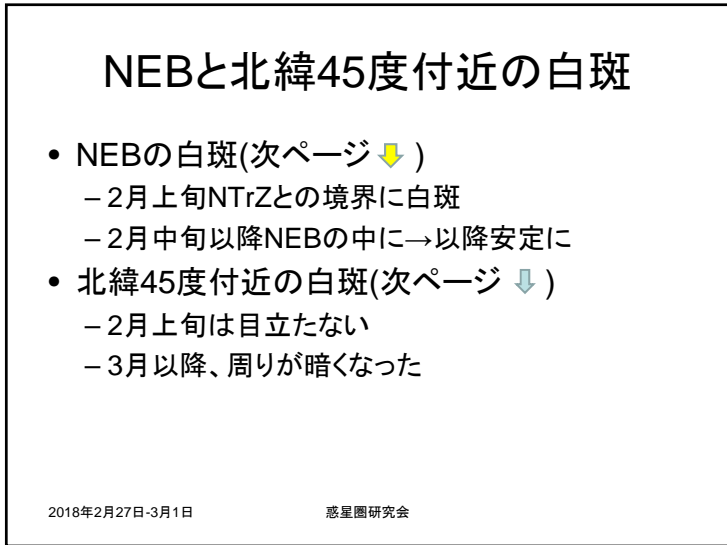 NEBと北緯45度付近の白斑
• NEBの白斑(次ページ )
– 2月上旬NTrZとの境界に白斑
– 2月中旬以降NEBの中に→以降安定に
• 北緯45度付近の白斑(次ページ )
– 2月上旬は目立たない
– 3月以降、周りが暗くなった
2018年2月27日-3月1日 惑星圏研究会